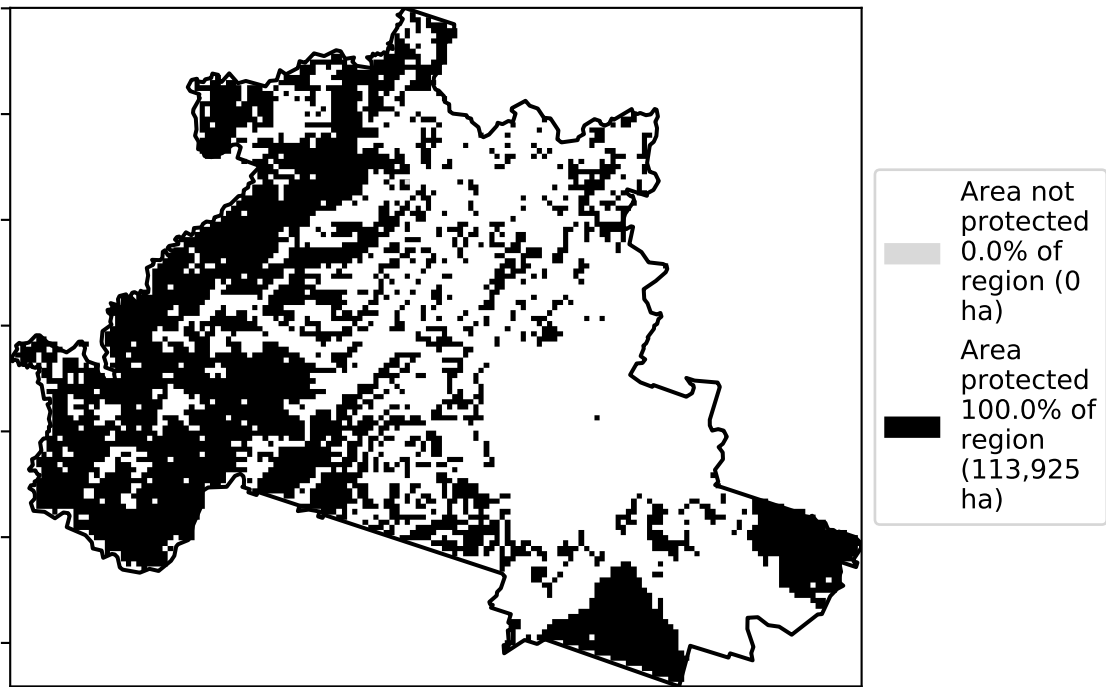 Area not
protected
0.0% of
region (0
ha)
Area
protected
100.0% of
region
(113,925
ha)